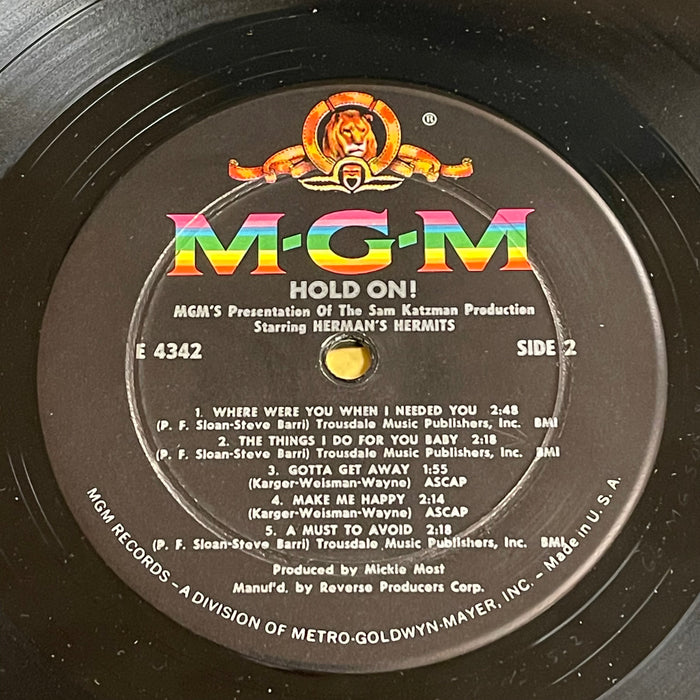 ®
M-G-M
HOLD ON!
MGM'S Presentation Of The Sam Katzman Production
Starring HERMAN'S HERMITS
E 4342 SIDE 2
1. WHERE WERE YOU WHEN I NEEDED YOU 2:48
(P. F. Sloan-Steve Barri) Trousdale Music Publishers, Inc. BMI
2. THE THINGS I DO FOR YOU BABY 2:18
(P. F. Sloan-Steve Barri) Trousdale Music Publishers, Inc. BMI
3. GOTTA GET AWAY 1:55
(Karger-Weisman-Wayne) ASCAP
4. MAKE ME HAPPY 2:14
(Karger-Weisman-Wayne) ASCAP
5. A MUST TO AVOID 2:18
(P. F. Sloan-Steve Barri) Trousdale Music Publishers, Inc. BMI
Produced by Mickie Most
Manuf'd. by Reverse Producers Corp.
MGM RECORDS – A DIVISION OF METRO-GOLDWYN-MAYER, INC. – Made in U.S.A.